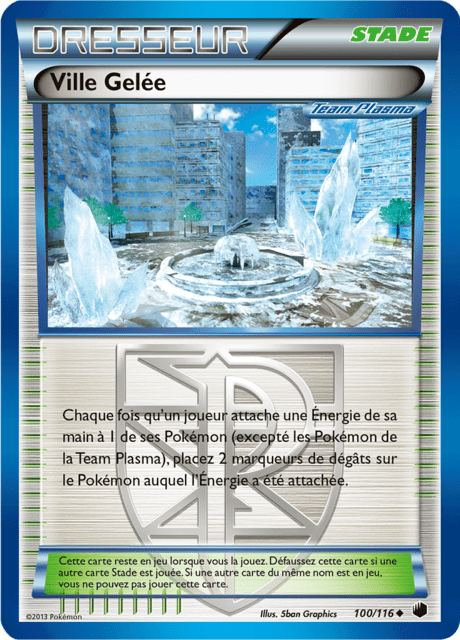 DRESSEUR
STADE
Ville Gelée
Team Plasma
Chaque fois qu'un joueur attache une Énergie de sa
main à 1 de ses Pokémon (excepté les Pokémon de
la Team Plasma), placez 2 marqueurs de dégâts sur
le Pokémon auquel l'Énergie a été attachée.
Cette carte reste en jeu lorsque vous la jouez. Défaussez cette carte si une
autre carte Stade est jouée. Si une autre carte du même nom est en jeu,
vous ne pouvez pas jouer cette carte.
©2013 Pokémon
Illus. 5ban Graphics
100/116